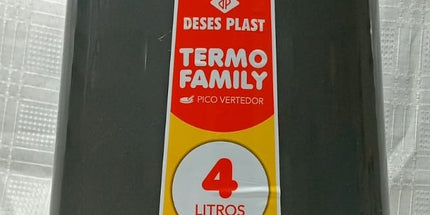 DESES PLAST
TERMO
FAMILY
PICO VERTEDOR
4
LITROS